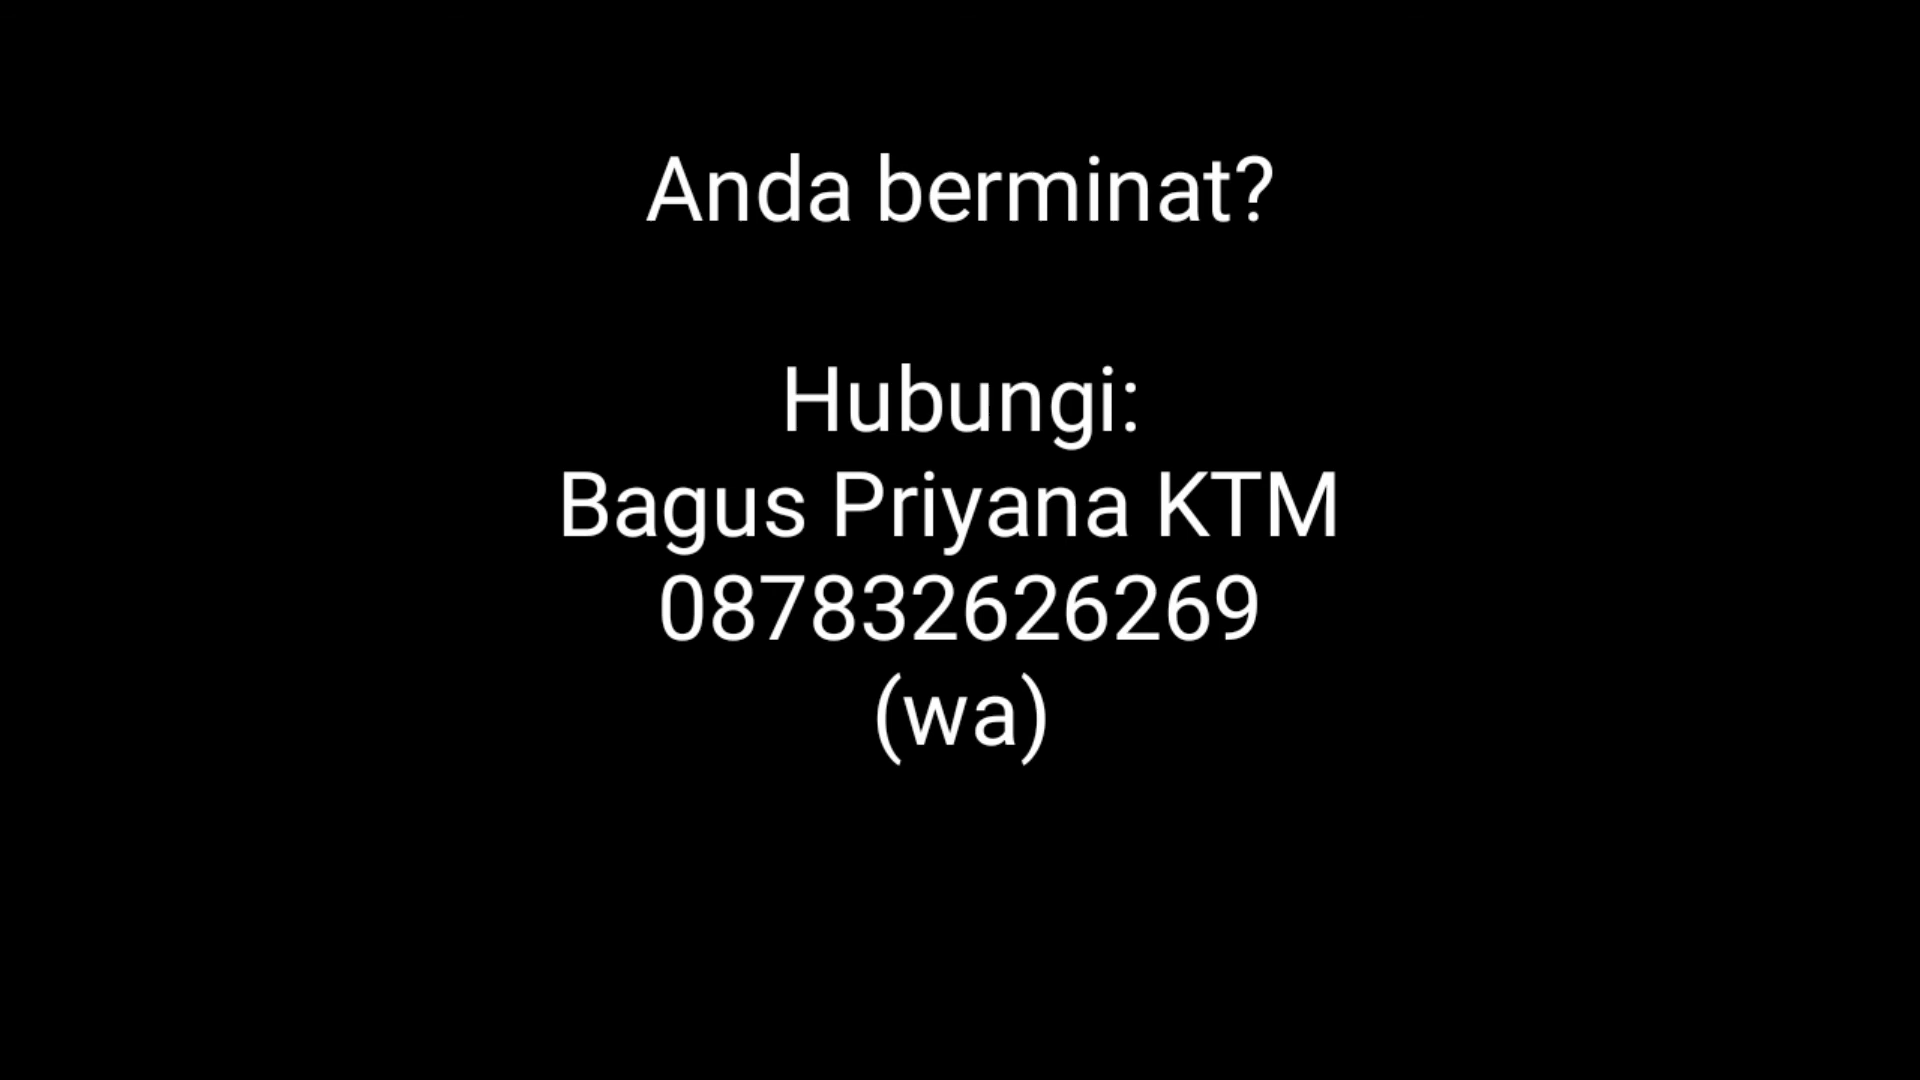 Anda berminat?
Hubungi:
Bagus Priyana KTM
087832626269
(wa)